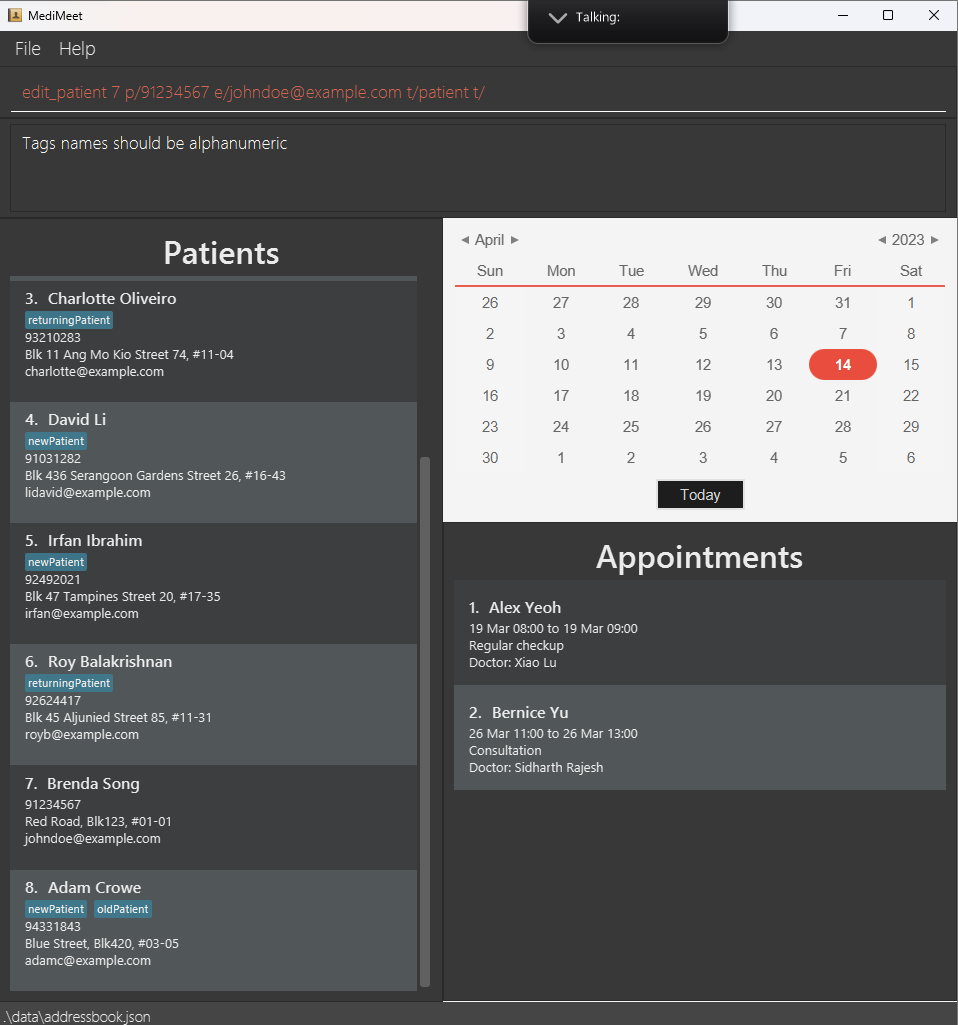 MediMeet
Talking:
File Help
edit_patient 7 p/91234567 e/johndoe@example.com t/patient t/
Tags names should be alphanumeric
Patients
3. Charlotte Oliveiro
returningPatient
93210283
Blk 11 Ang Mo Kio Street 74, #11-04
charlotte@example.com
4. David Li
newPatient
91031282
Blk 436 Serangoon Gardens Street 26, #16-43
lidavid@example.com
5. Irfan Ibrahim
newPatient
92492021
Blk 47 Tampines Street 20, #17-35
irfan@example.com
6. Roy Balakrishnan
returningPatient
92624417
Blk 45 Aljunied Street 85, #11-31
royb@example.com
7. Brenda Song
91234567
Red Road, Blk123, #01-01
johndoe@example.com
8. Adam Crowe
newPatient oldPatient
94331843
Blue Street, Blk420, #03-05
adamc@example.com
April 2023
Sun Mon Tue Wed Thu Fri Sat
26 27 28 29 30 31 1
2 3 4 5 6 7 8
9 10 11 12 13 14 15
16 17 18 19 20 21 22
23 24 25 26 27 28 29
30 1 2 3 4 5 6
Today
Appointments
1. Alex Yeoh
19 Mar 08:00 to 19 Mar 09:00
Regular checkup
Doctor: Xiao Lu
2. Bernice Yu
26 Mar 11:00 to 26 Mar 13:00
Consultation
Doctor: Sidharth Rajesh
.\data\addressbook.json